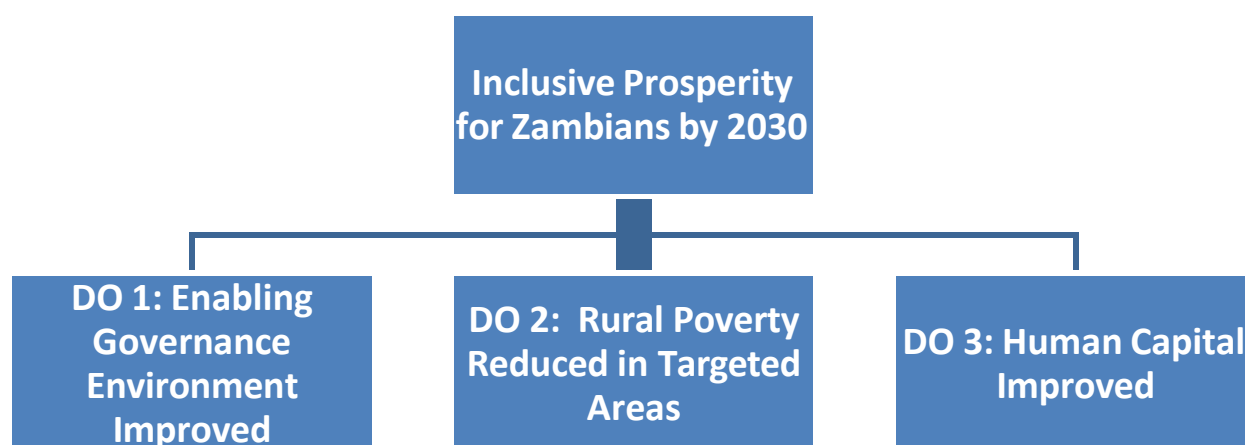 Inclusive Prosperity
for Zambians by 2030
DO 1: Enabling
Governance
Environment
Improved
DO 2:  Rural Poverty
Reduced in Targeted
Areas
DO 3: Human Capital
Improved